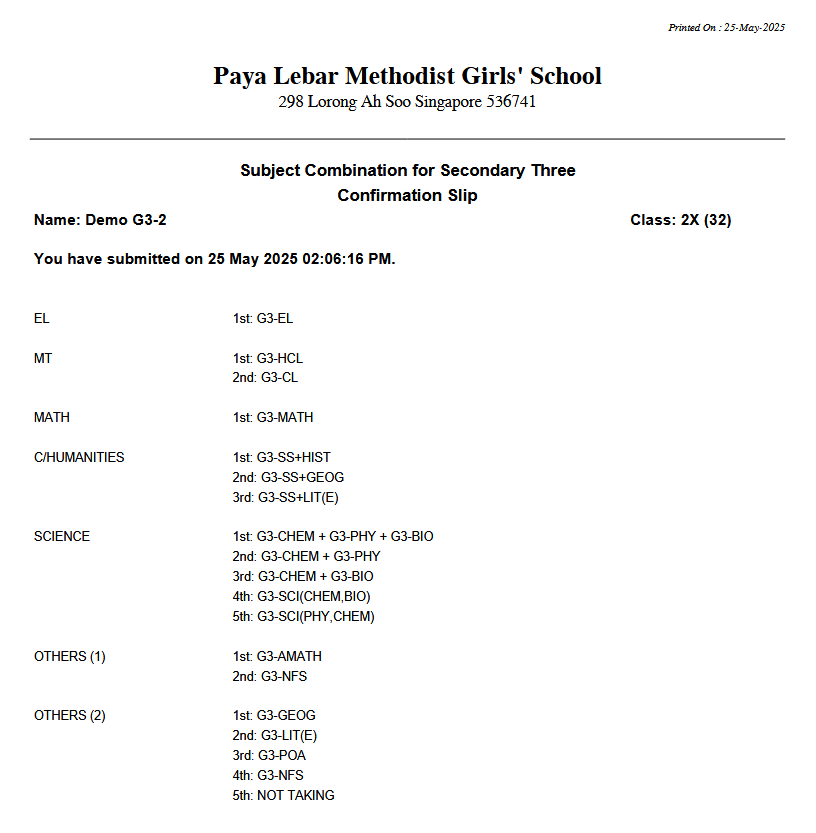 Printed On : 25-May-2025
Paya Lebar Methodist Girls' School
298 Lorong Ah Soo Singapore 536741
Subject Combination for Secondary Three
Confirmation Slip
Name: Demo G3-2 Class: 2X (32)
You have submitted on 25 May 2025 02:06:16 PM.
EL 1st: G3-EL
MT 1st: G3-HCL
2nd: G3-CL
MATH 1st: G3-MATH
C/HUMANITIES 1st: G3-SS+HIST
2nd: G3-SS+GEOG
3rd: G3-SS+LIT(E)
SCIENCE 1st: G3-CHEM + G3-PHY + G3-BIO
2nd: G3-CHEM + G3-PHY
3rd: G3-CHEM + G3-BIO
4th: G3-SCI(CHEM,BIO)
5th: G3-SCI(PHY,CHEM)
OTHERS (1) 1st: G3-AMATH
2nd: G3-NFS
OTHERS (2) 1st: G3-GEOG
2nd: G3-LIT(E)
3rd: G3-POA
4th: G3-NFS
5th: NOT TAKING